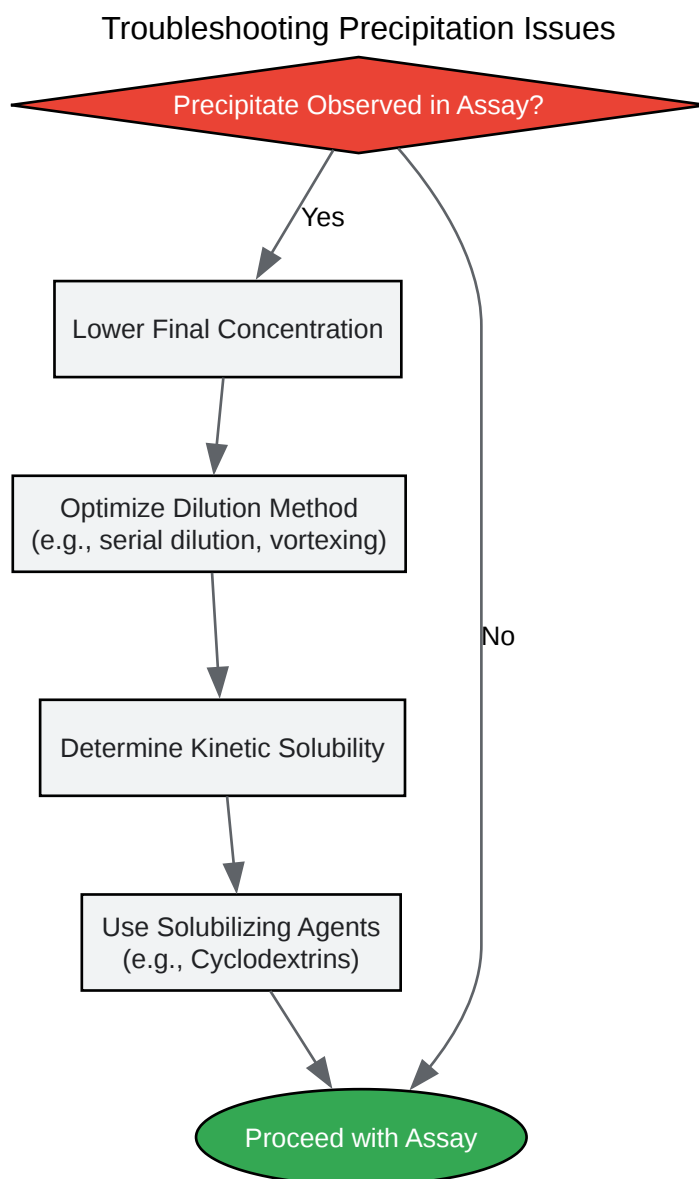 Troubleshooting Precipitation Issues
Precipitate Observed in Assay?
Yes
Lower Final Concentration
Optimize Dilution Method
(e.g., serial dilution, vortexing)
No
Determine Kinetic Solubility
Use Solubilizing Agents
(e.g., Cyclodextrins)
Proceed with Assay